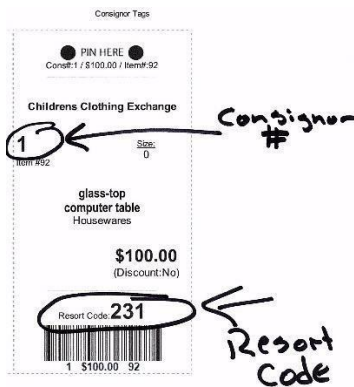 Consignor Tags
PIN HERE
Cons#:1 / $100.00 / Item#:92
Childrens Clothing Exchange
Consignor
#
1
Size:
0
Item #92
glass-top
computer table
Housewares
$100.00
(Discount:No)
Resort Code:231
Resort
Code
1 $100.00 92